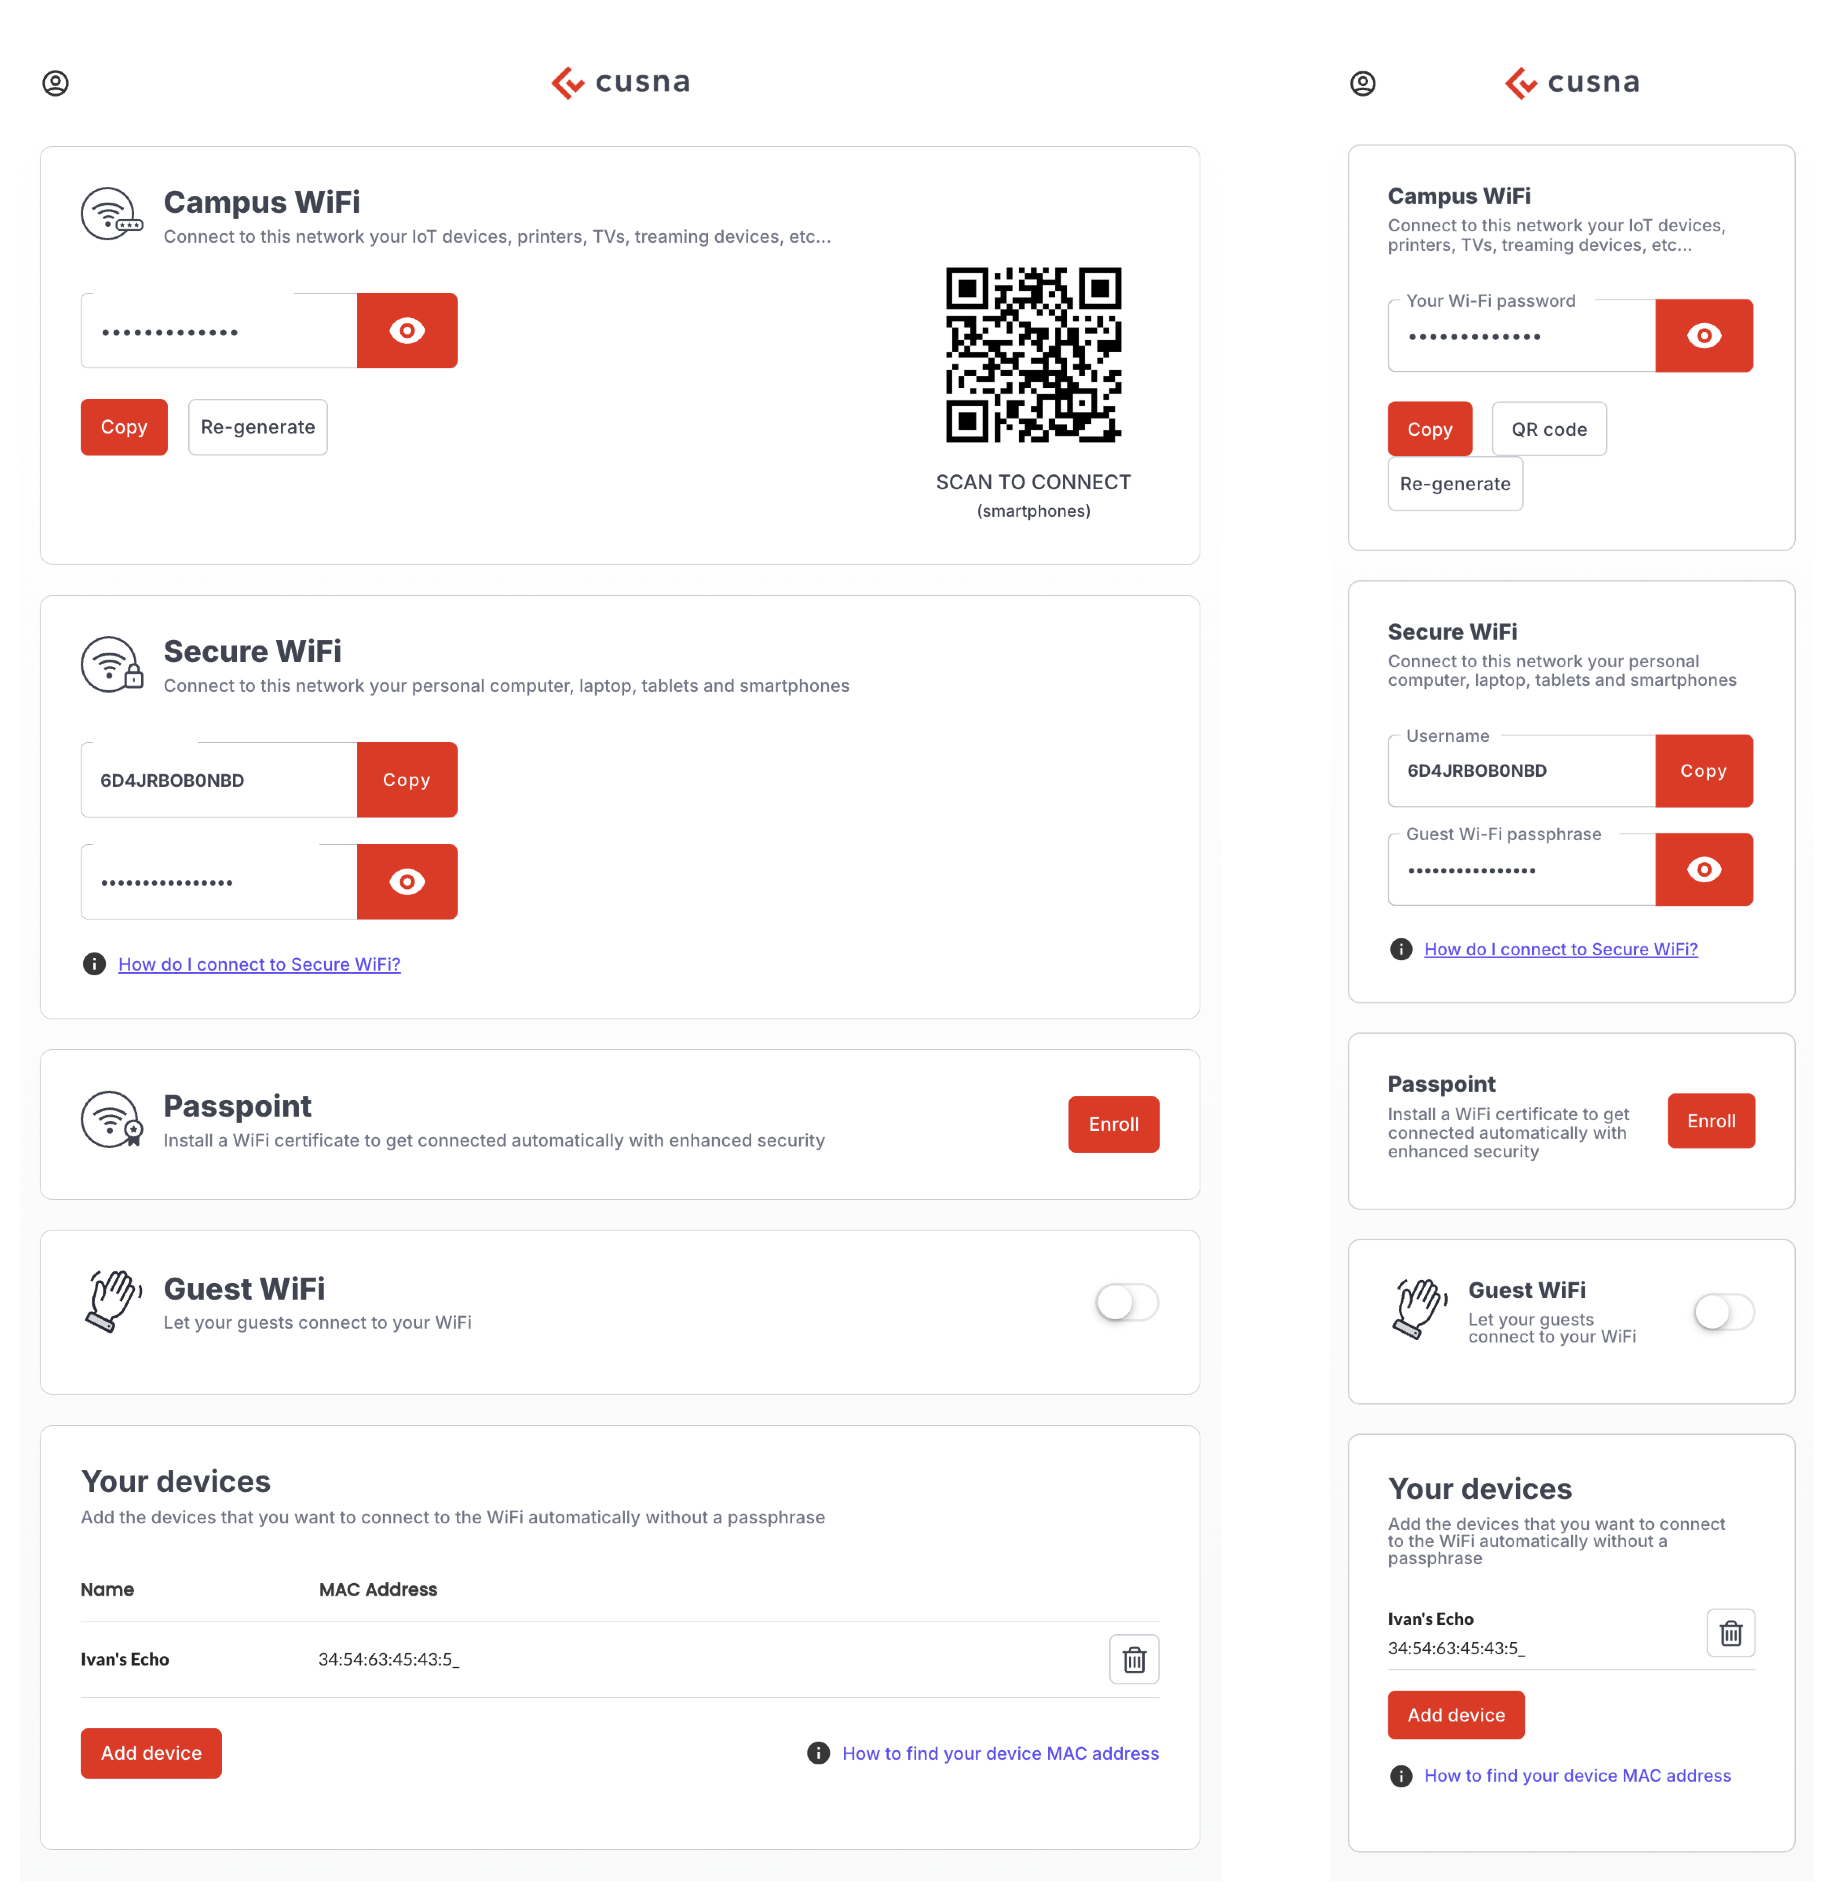 cusna
Campus WiFi
Connect to this network your IoT devices, printers, TVs, treaming devices, etc...
•••••••••••••
Copy
Re-generate
SCAN TO CONNECT
(smartphones)
Secure WiFi
Connect to this network your personal computer, laptop, tablets and smartphones
6D4JRBOB0NBD
Copy
••••••••••••••••
How do I connect to Secure WiFi?
Passpoint
Install a WiFi certificate to get connected automatically with enhanced security
Enroll
Guest WiFi
Let your guests connect to your WiFi
Your devices
Add the devices that you want to connect to the WiFi automatically without a passphrase
Name MAC Address
Ivan's Echo 34:54:63:45:43:5_
Add device
How to find your device MAC address
cusna
Campus WiFi
Connect to this network your IoT devices,
printers, TVs, treaming devices, etc...
Your Wi-Fi password
•••••••••••••
Copy
QR code
Re-generate
Secure WiFi
Connect to this network your personal
computer, laptop, tablets and smartphones
Username
6D4JRBOB0NBD
Copy
Guest Wi-Fi passphrase
••••••••••••••••
How do I connect to Secure WiFi?
Passpoint
Install a WiFi certificate to get
connected automatically with
enhanced security
Enroll
Guest WiFi
Let your guests
connect to your WiFi
Your devices
Add the devices that you want to connect
to the WiFi automatically without a
passphrase
Ivan's Echo
34:54:63:45:43:5_
Add device
How to find your device MAC address